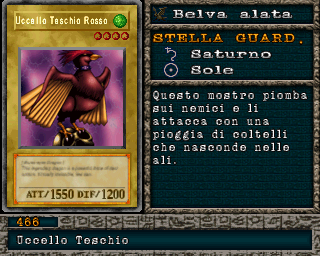 Uccello Teschio Rosso
ATT/1550 DIF/1200
Belva alata
STELLA GUARD.
Saturno
Sole
Questo mostro piomba
sui nemici e li
attacca con una
pioggia di coltelli
che nasconde nelle
ali.
466
Uccello Teschio